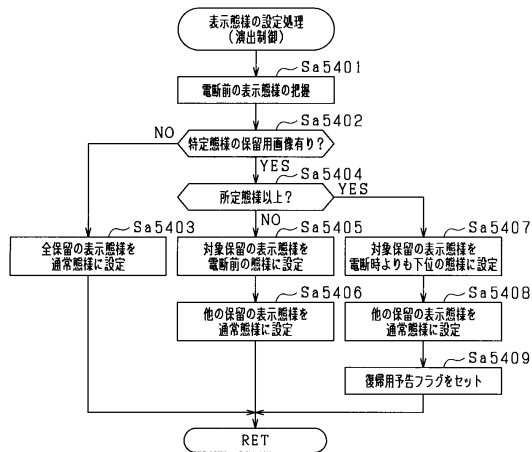 表示態様の設定処理
(演出制御)
Sa5401
電断前の表示態様の把握
Sa5402
特定態様の保留用画像有り?
NO
YES
Sa5404
所定態様以上?
YES
NO
Sa5403
全保留の表示態様を
通常態様に設定
Sa5405
対象保留の表示態様を
電断前の態様に設定
Sa5407
対象保留の表示態様を
電断時よりも下位の態様に設定
Sa5406
他の保留の表示態様を
通常態様に設定
Sa5408
他の保留の表示態様を
通常態様に設定
Sa5409
復帰用予告フラグをセット
RET